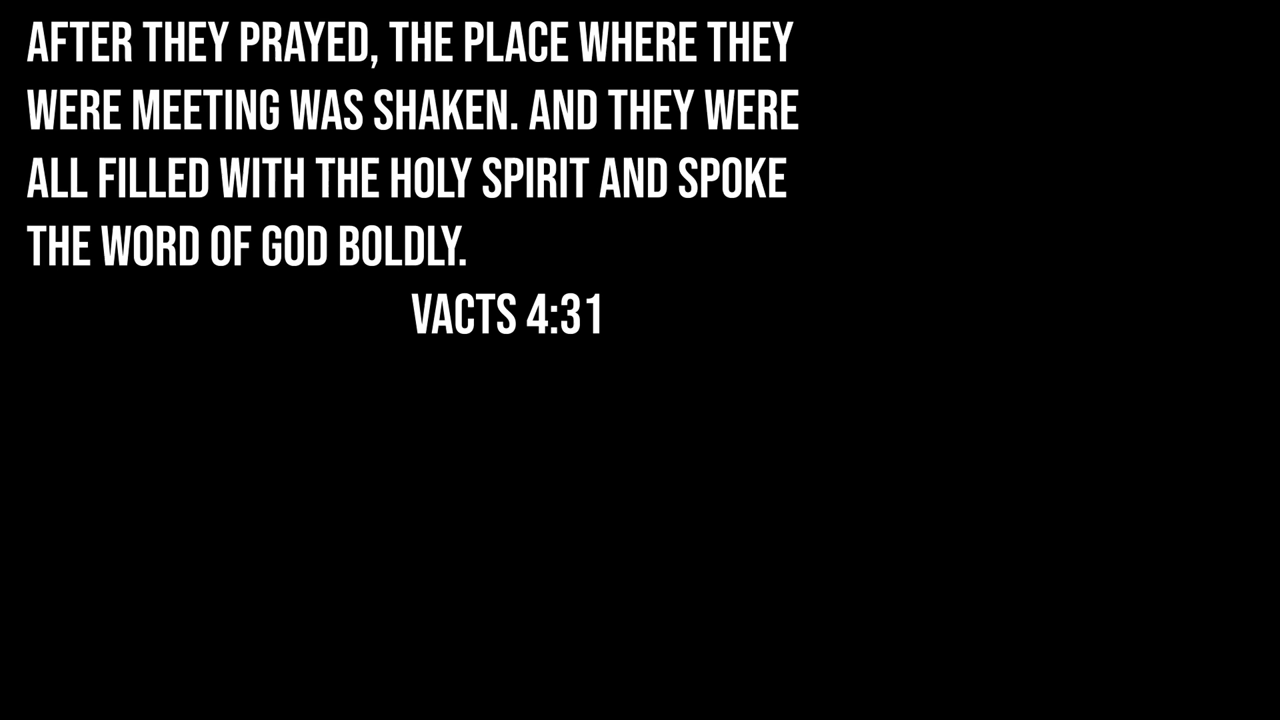 AFTER THEY PRAYED, THE PLACE WHERE THEY
WERE MEETING WAS SHAKEN. AND THEY WERE
ALL FILLED WITH THE HOLY SPIRIT AND SPOKE
THE WORD OF GOD BOLDLY.
VACTS 4:31